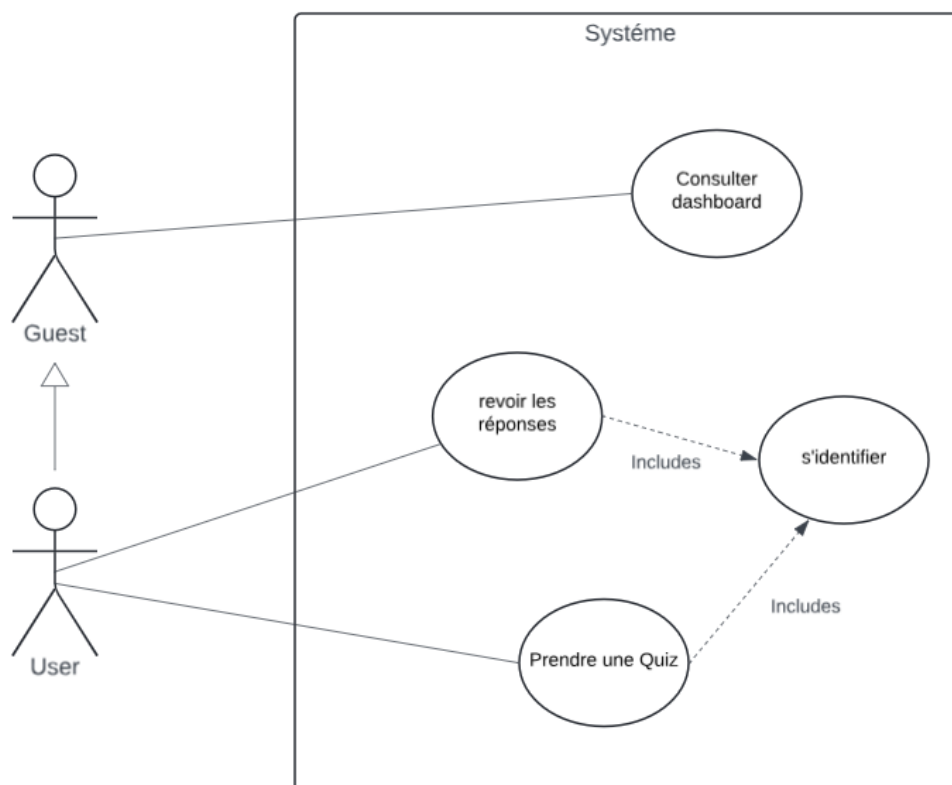 Systéme
Consulter
dashboard
Guest
revoir les
réponses
Includes
s'identifier
Includes
Prendre une Quiz
User